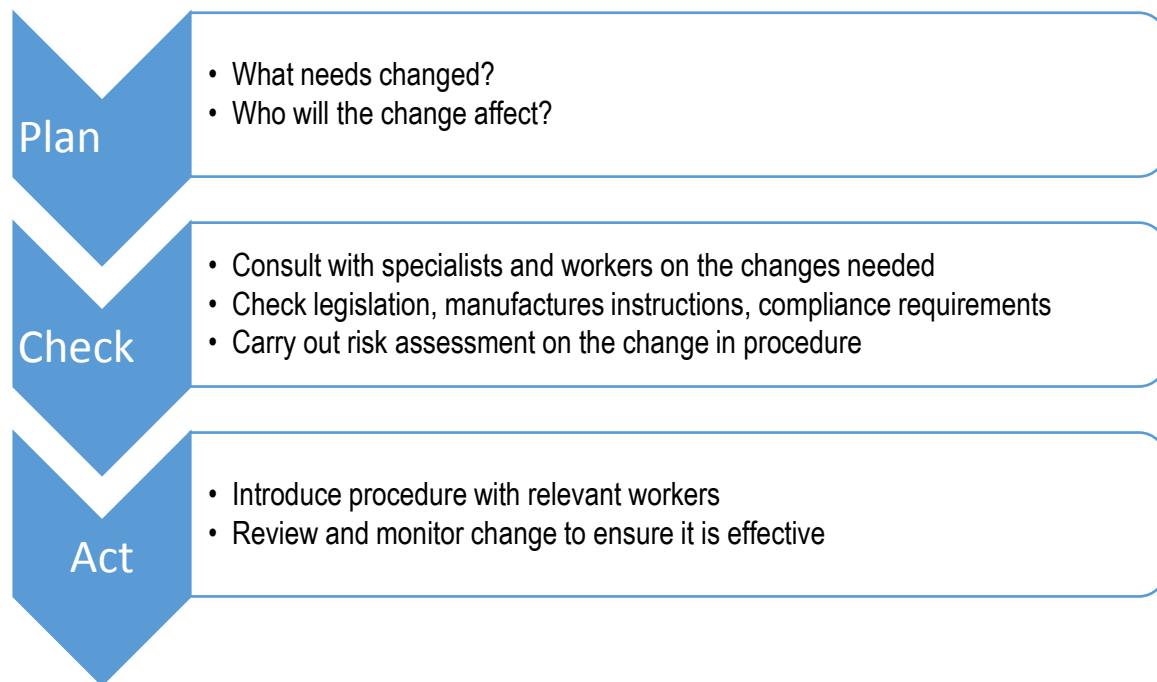 Plan
• What needs changed?
• Who will the change affect?
Check
• Consult with specialists and workers on the changes needed
• Check legislation, manufactures instructions, compliance requirements
• Carry out risk assessment on the change in procedure
Act
• Introduce procedure with relevant workers
• Review and monitor change to ensure it is effective